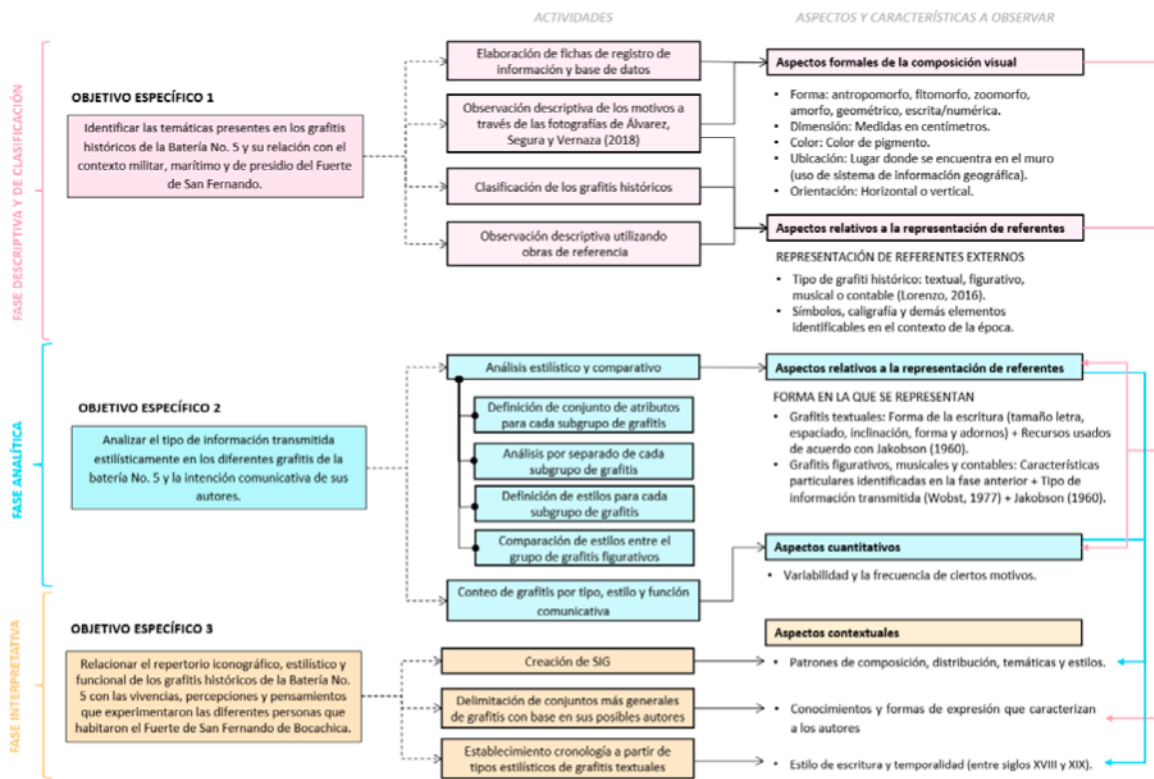 ACTIVIDADES
ASPECTOS Y CARACTERÍSTICAS A OBSERVAR
FASE DESCRIPTIVA Y DE CLASIFICACIÓN
OBJETIVO ESPECÍFICO 1
Identificar las temáticas presentes en los grafitis
históricos de la Batería No. 5 y su relación con el
contexto militar, marítimo y de presidio del Fuerte
de San Fernando.
Elaboración de fichas de registro de
información y base de datos
Observación descriptiva de los motivos a
través de las fotografías de Álvarez,
Segura y Vernaza (2018)
Clasificación de los grafitis históricos
Observación descriptiva utilizando
obras de referencia
Aspectos formales de la composición visual
• Forma: antropomorfo, fitomorfo, zoomorfo,
amorfo, geométrico, escrita/numérica.
• Dimensión: Medidas en centímetros.
• Color: Color de pigmento.
• Ubicación: Lugar donde se encuentra en el muro
(uso de sistema de información geográfica).
• Orientación: Horizontal o vertical.
Aspectos relativos a la representación de referentes
REPRESENTACIÓN DE REFERENTES EXTERNOS
• Tipo de grafiti histórico: textual, figurativo,
musical o contable (Lorenzo, 2016).
• Símbolos, caligrafía y demás elementos
identificables en el contexto de la época.
FASE ANALÍTICA
OBJETIVO ESPECÍFICO 2
Analizar el tipo de información transmitida
estilísticamente en los diferentes grafitis de la
batería No. 5 y la intención comunicativa de sus
autores.
Análisis estilístico y comparativo
Definición de conjunto de atributos
para cada subgrupo de grafitis
Análisis por separado de cada
subgrupo de grafitis
Definición de estilos para cada
subgrupo de grafitis
Comparación de estilos entre el
grupo de grafitis figurativos
Conteo de grafitis por tipo, estilo y función
comunicativa
Aspectos relativos a la representación de referentes
FORMA EN LA QUE SE REPRESENTAN
• Grafitis textuales: Forma de la escritura (tamaño letra,
espaciado, inclinación, forma y adornos) + Recursos usados
de acuerdo con Jakobson (1960).
• Grafitis figurativos, musicales y contables: Características
particulares identificadas en la fase anterior + Tipo de
información transmitida (Wobst, 1977) + Jakobson (1960).
Aspectos cuantitativos
• Variabilidad y la frecuencia de ciertos motivos.
FASE INTERPRETATIVA
OBJETIVO ESPECÍFICO 3
Relacionar el repertorio iconográfico, estilístico y
funcional de los grafitis históricos de la Batería No.
5 con las vivencias, percepciones y pensamientos
que experimentaron las diferentes personas que
habitaron el Fuerte de San Fernando de Bocachica.
Creación de SIG
Delimitación de conjuntos más generales
de grafitis con base en sus posibles autores
Establecimiento cronología a partir de
tipos estilísticos de grafitis textuales
Aspectos contextuales
• Patrones de composición, distribución, temáticas y estilos.
• Conocimientos y formas de expresión que caracterizan
a los autores
• Estilo de escritura y temporalidad (entre siglos XVIII y XIX).